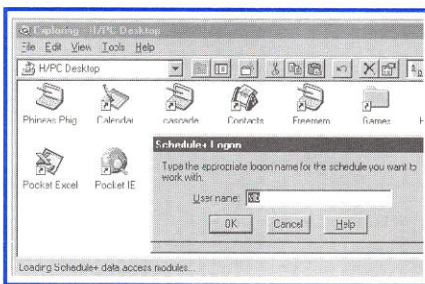 Exploring - H/PC Desktop
File Edit View Tools Help
H/PC Desktop
Phineas Phig Calendar cascade Contacts Freemem Games H
Schedule+ Logon
Type the appropriate logon name for the schedule you want to
work with.
User name:
OK Cancel Help
Pocket Excel Pocket IE
Loading Schedule+ data access modules...